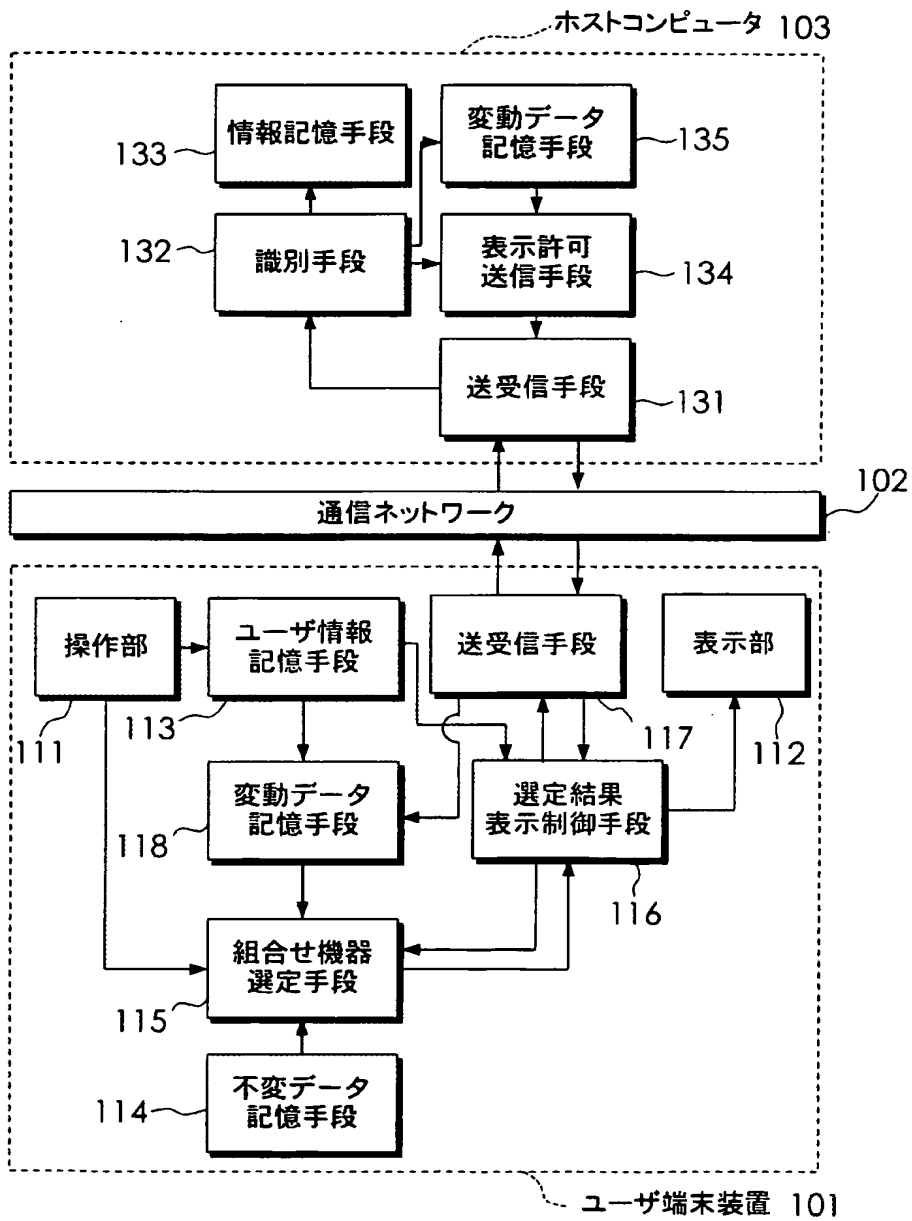 ホストコンピュータ 103
情報記憶手段
133
変動データ
記憶手段
135
識別手段
132
表示許可
送信手段
134
送受信手段
131
通信ネットワーク
102
操作部
111
ユーザ情報
記憶手段
113
送受信手段
117
表示部
112
変動データ
記憶手段
118
選定結果
表示制御手段
116
組合せ機器
選定手段
115
不変データ
記憶手段
114
ユーザ端末装置 101